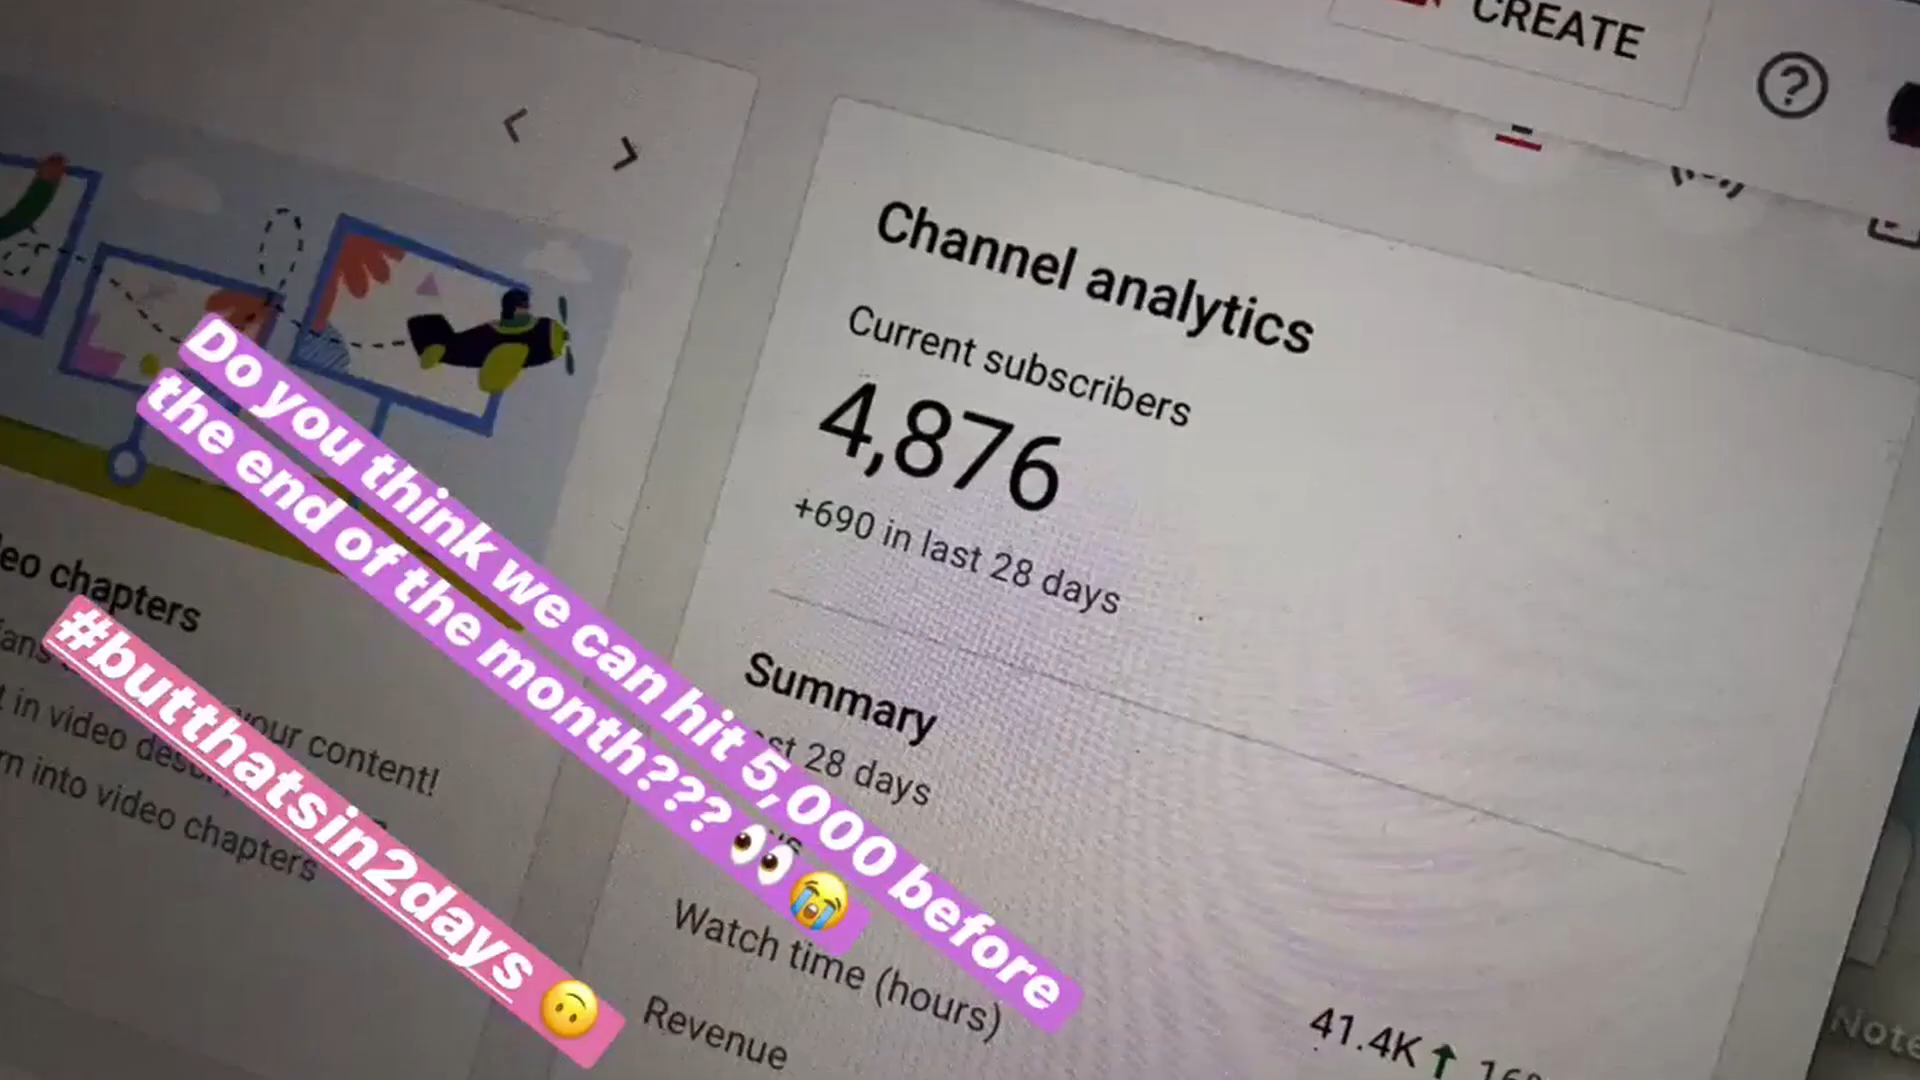 CREATE
Channel analytics
Current subscribers
4,876
+690 in last 28 days
Summary
28 days
Watch time (hours)
41.4K
Revenue
chapters
your content!
in video
into video chapters
Do you think we can hit 5,000 before
the end of the month??? 👀😭
#butthatsin2days 🙃
Note